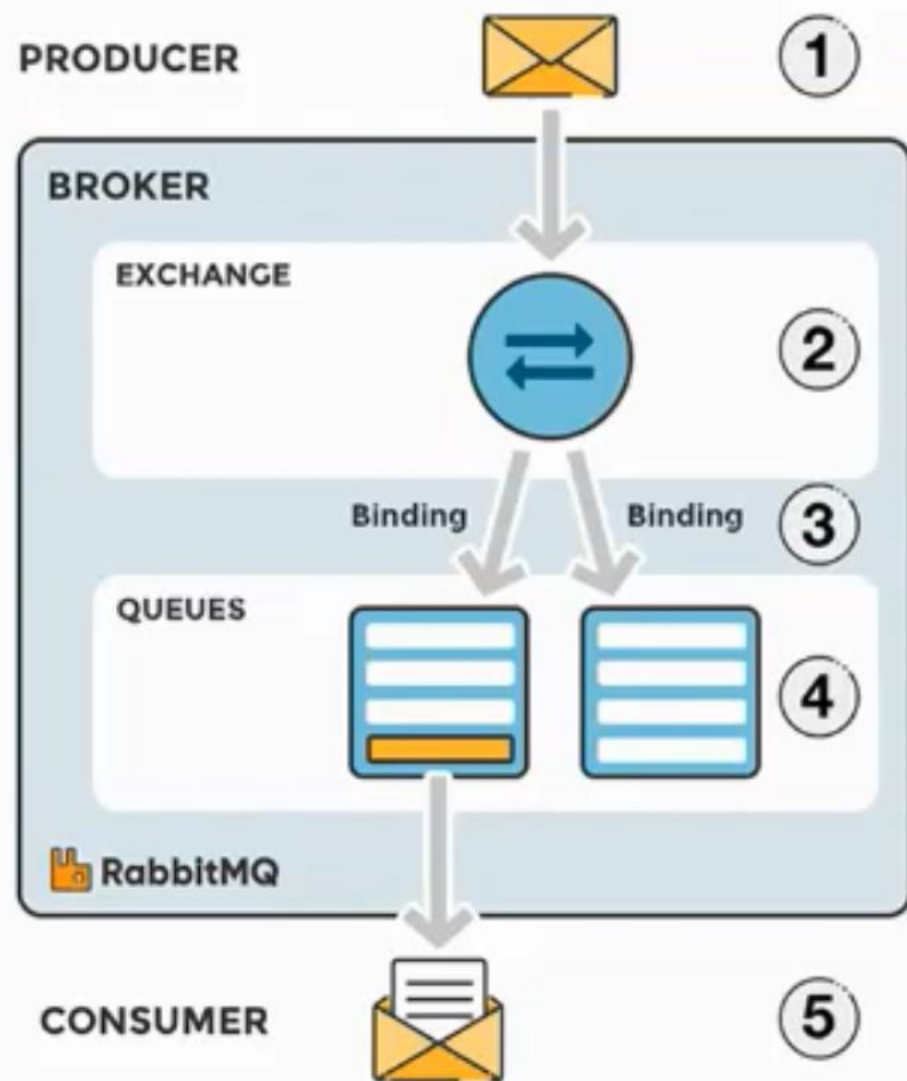 PRODUCER
1
BROKER
EXCHANGE
2
Binding Binding
3
QUEUES
4
RabbitMQ
CONSUMER
5